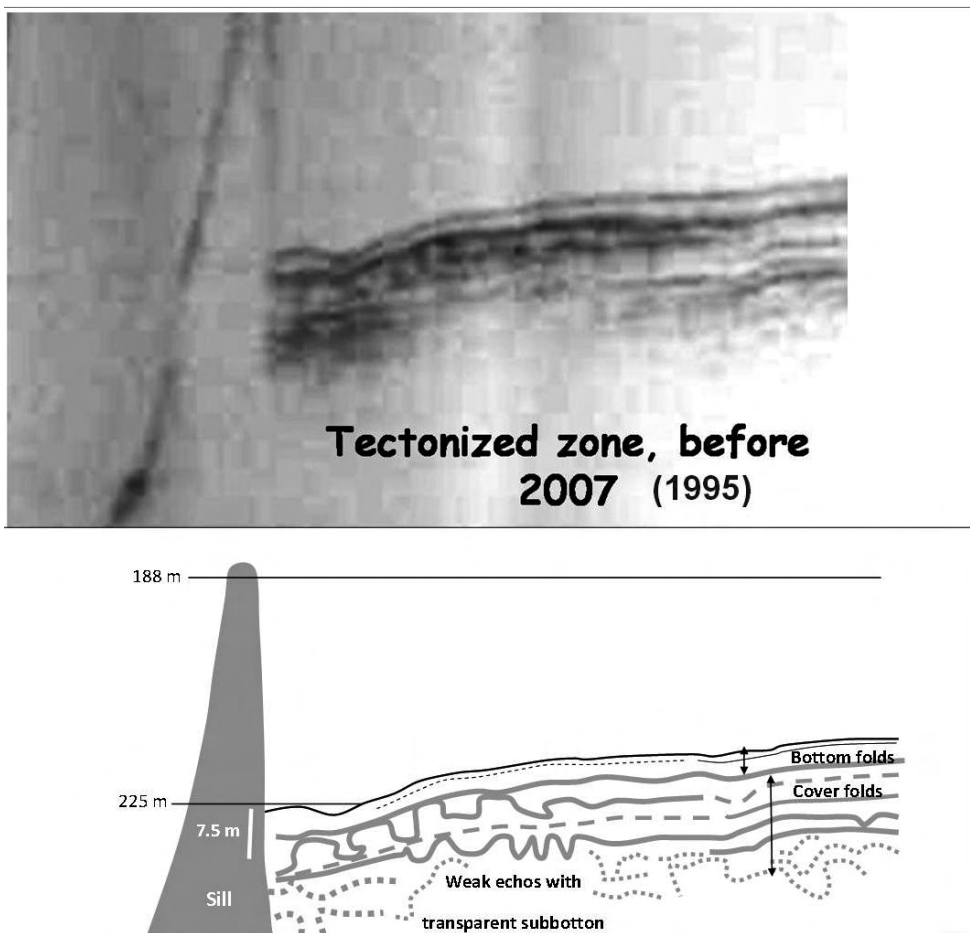 Tectonized zone, before
2007 (1995)
188 m
Bottom folds
Cover folds
225 m
7.5 m
Weak echos with
Sill
transparent subbotton